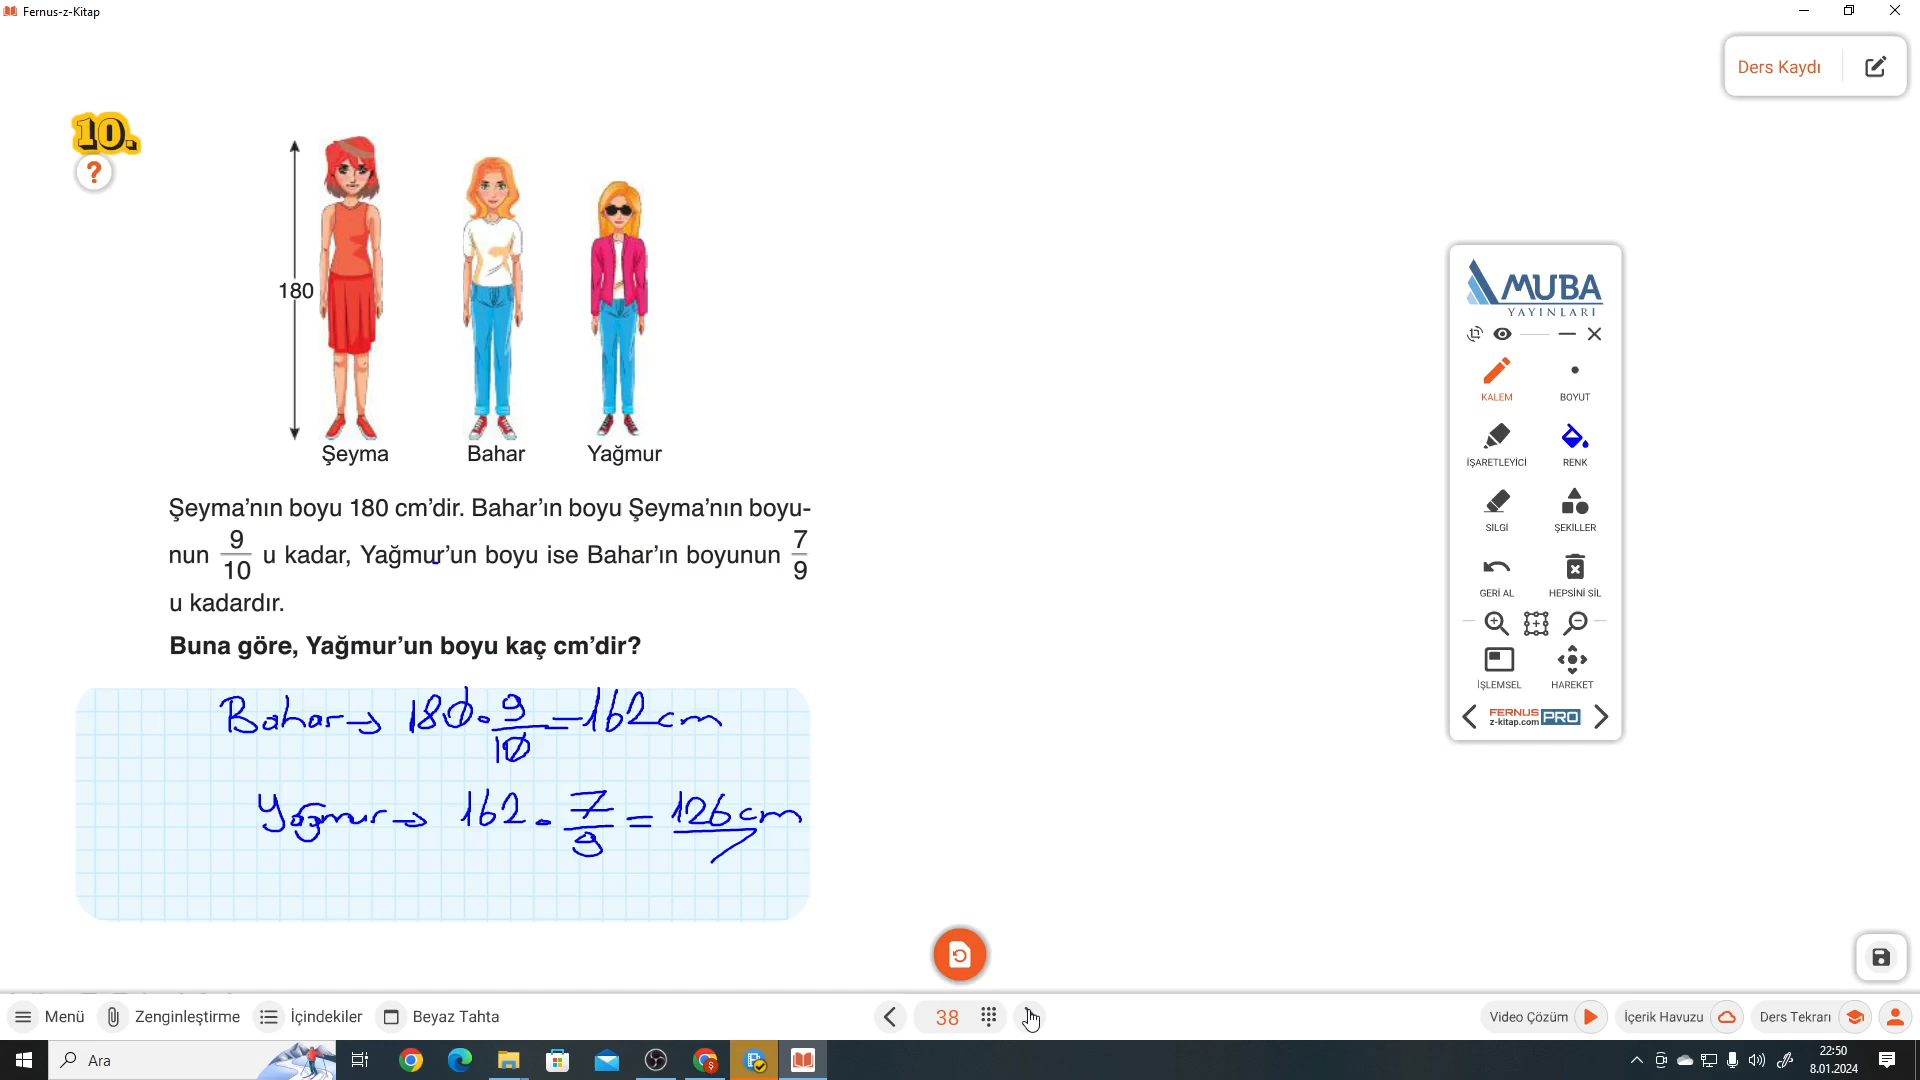 Fernus-z-Kitap
Ders Kaydı
10.
?
180
Şeyma
Bahar
Yağmur
Şeyma’nın boyu 180 cm’dir. Bahar’ın boyu Şeyma’nın boyu-
nun 9/10 u kadar, Yağmur’un boyu ise Bahar’ın boyunun 7/9
u kadardır.
Buna göre, Yağmur’un boyu kaç cm’dir?
Bahar → 180 · 9/10 = 162 cm
Yağmur → 162 · 7/9 = 126 cm
MUBA
YAYINLARI
KALEM
BOYUT
İŞARETLEYİCİ
RENK
SİLGİ
ŞEKİLLER
GERİ AL
HEPSİNİ SİL
İŞLEMSEL
HAREKET
FERNUS
z-kitap.com PRO
Menü
Zenginleştirme
İçindekiler
Beyaz Tahta
38
Video Çözüm
İçerik Havuzu
Ders Tekrarı
Ara
22:50
8.01.2024